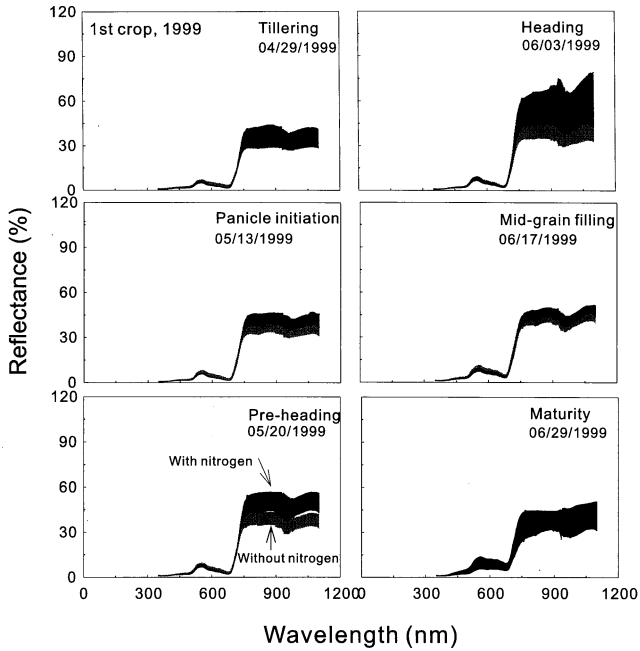 1st crop, 1999
Tillering
04/29/1999
Heading
06/03/1999
120
90
60
30
0
Panicle initiation
05/13/1999
Mid-grain filling
06/17/1999
120
90
60
30
0
Pre-heading
05/20/1999
Maturity
06/29/1999
With nitrogen
Without nitrogen
120
90
60
30
0
0 300 600 900 1200
0 300 600 900 1200
Reflectance (%)
Wavelength (nm)